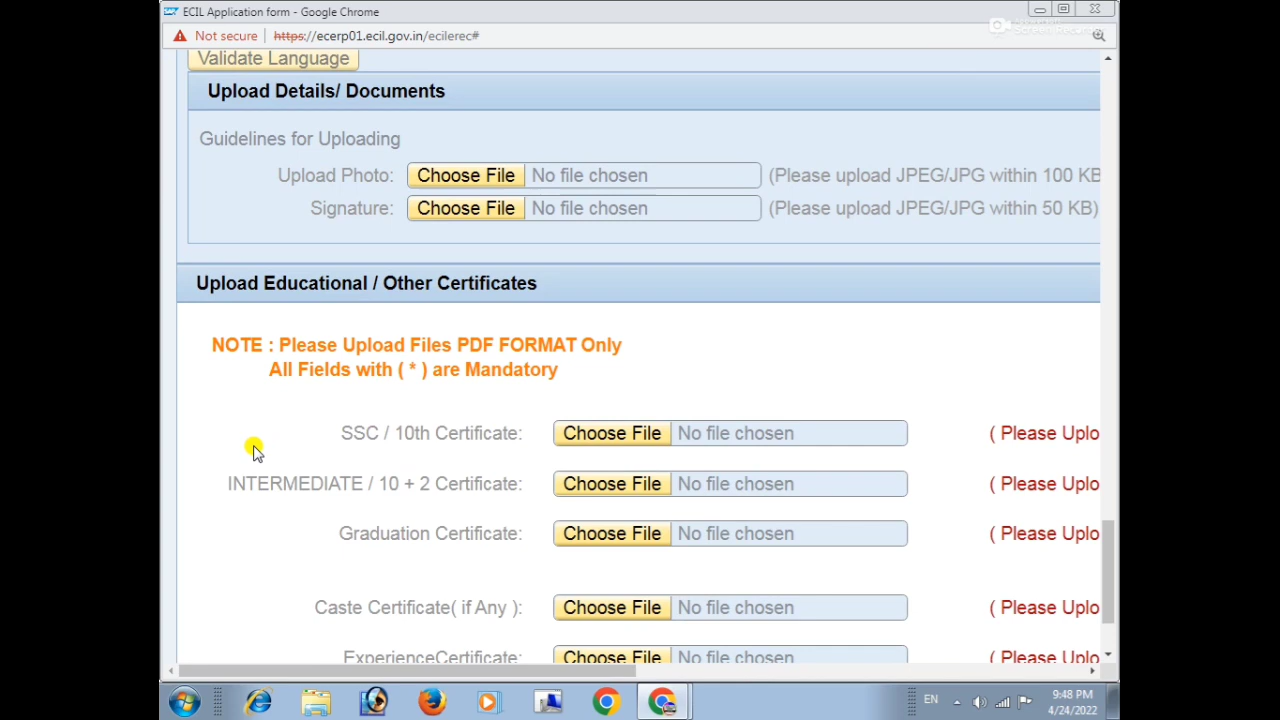 ECIL Application form - Google Chrome
Not secure | https://ecerp01.ecil.gov.in/ecilerec#
Screen Recorder
Validate Language
Upload Details/ Documents
Guidelines for Uploading
Upload Photo: Choose File No file chosen (Please upload JPEG/JPG within 100 KB
Signature: Choose File No file chosen (Please upload JPEG/JPG within 50 KB)
Upload Educational / Other Certificates
NOTE : Please Upload Files PDF FORMAT Only
All Fields with ( * ) are Mandatory
SSC / 10th Certificate: Choose File No file chosen ( Please Uplo
INTERMEDIATE / 10 + 2 Certificate: Choose File No file chosen ( Please Uplo
Graduation Certificate: Choose File No file chosen ( Please Uplo
Caste Certificate( if Any ): Choose File No file chosen ( Please Uplo
ExperienceCertificate: Choose File No file chosen ( Please Uplo
EN 9:48 PM
4/24/2022